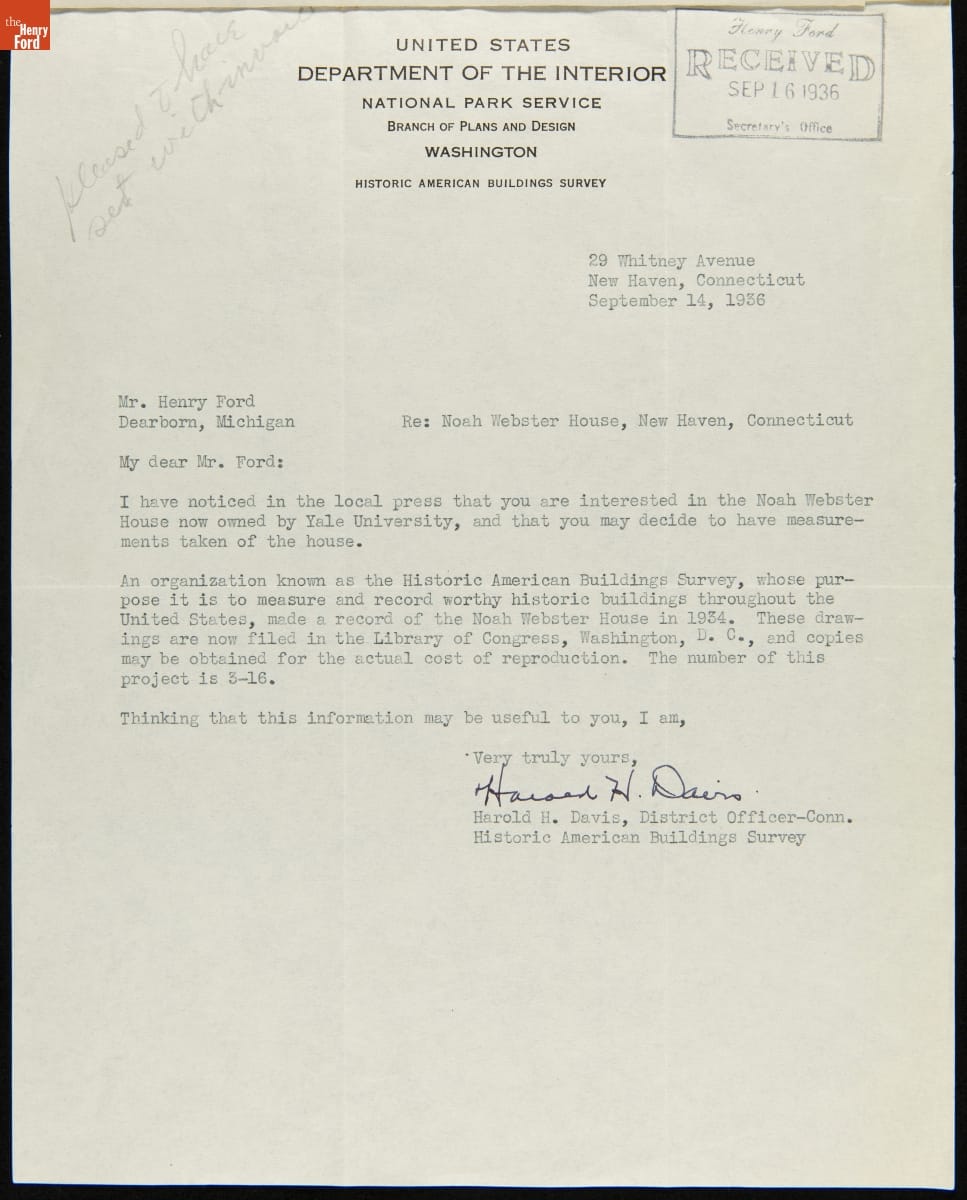 the
Henry
Ford
pleased to have
set with invoice
UNITED STATES
DEPARTMENT OF THE INTERIOR
NATIONAL PARK SERVICE
BRANCH OF PLANS AND DESIGN
WASHINGTON
HISTORIC AMERICAN BUILDINGS SURVEY
Henry Ford
RECEIVED
SEP 16 1936
Secretary's Office
29 Whitney Avenue
New Haven, Connecticut
September 14, 1936
Mr. Henry Ford
Dearborn, Michigan
Re: Noah Webster House, New Haven, Connecticut
My dear Mr. Ford:
I have noticed in the local press that you are interested in the Noah Webster
House now owned by Yale University, and that you may decide to have measure-
ments taken of the house.
An organization known as the Historic American Buildings Survey, whose pur-
pose it is to measure and record worthy historic buildings throughout the
United States, made a record of the Noah Webster House in 1934. These draw-
ings are now filed in the Library of Congress, Washington, D. C., and copies
may be obtained for the actual cost of reproduction. The number of this
project is 3-16.
Thinking that this information may be useful to you, I am,
Very truly yours,
Harold H. Davis
Harold H. Davis, District Officer-Conn.
Historic American Buildings Survey